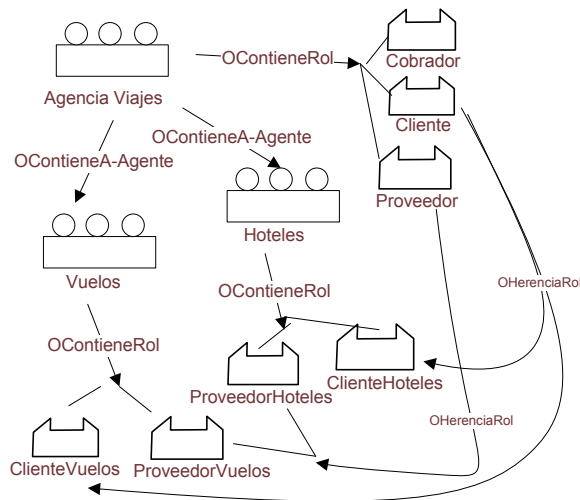 OContieneRol
Cobrador
Agencia Viajes
Cliente
OContieneA-Agente
OContieneA-Agente
Proveedor
Hoteles
Vuelos
OHerenciaRol
OContieneRol
OContieneRol
ClienteHoteles
ProveedorHoteles
OHerenciaRol
ClienteVuelos
ProveedorVuelos